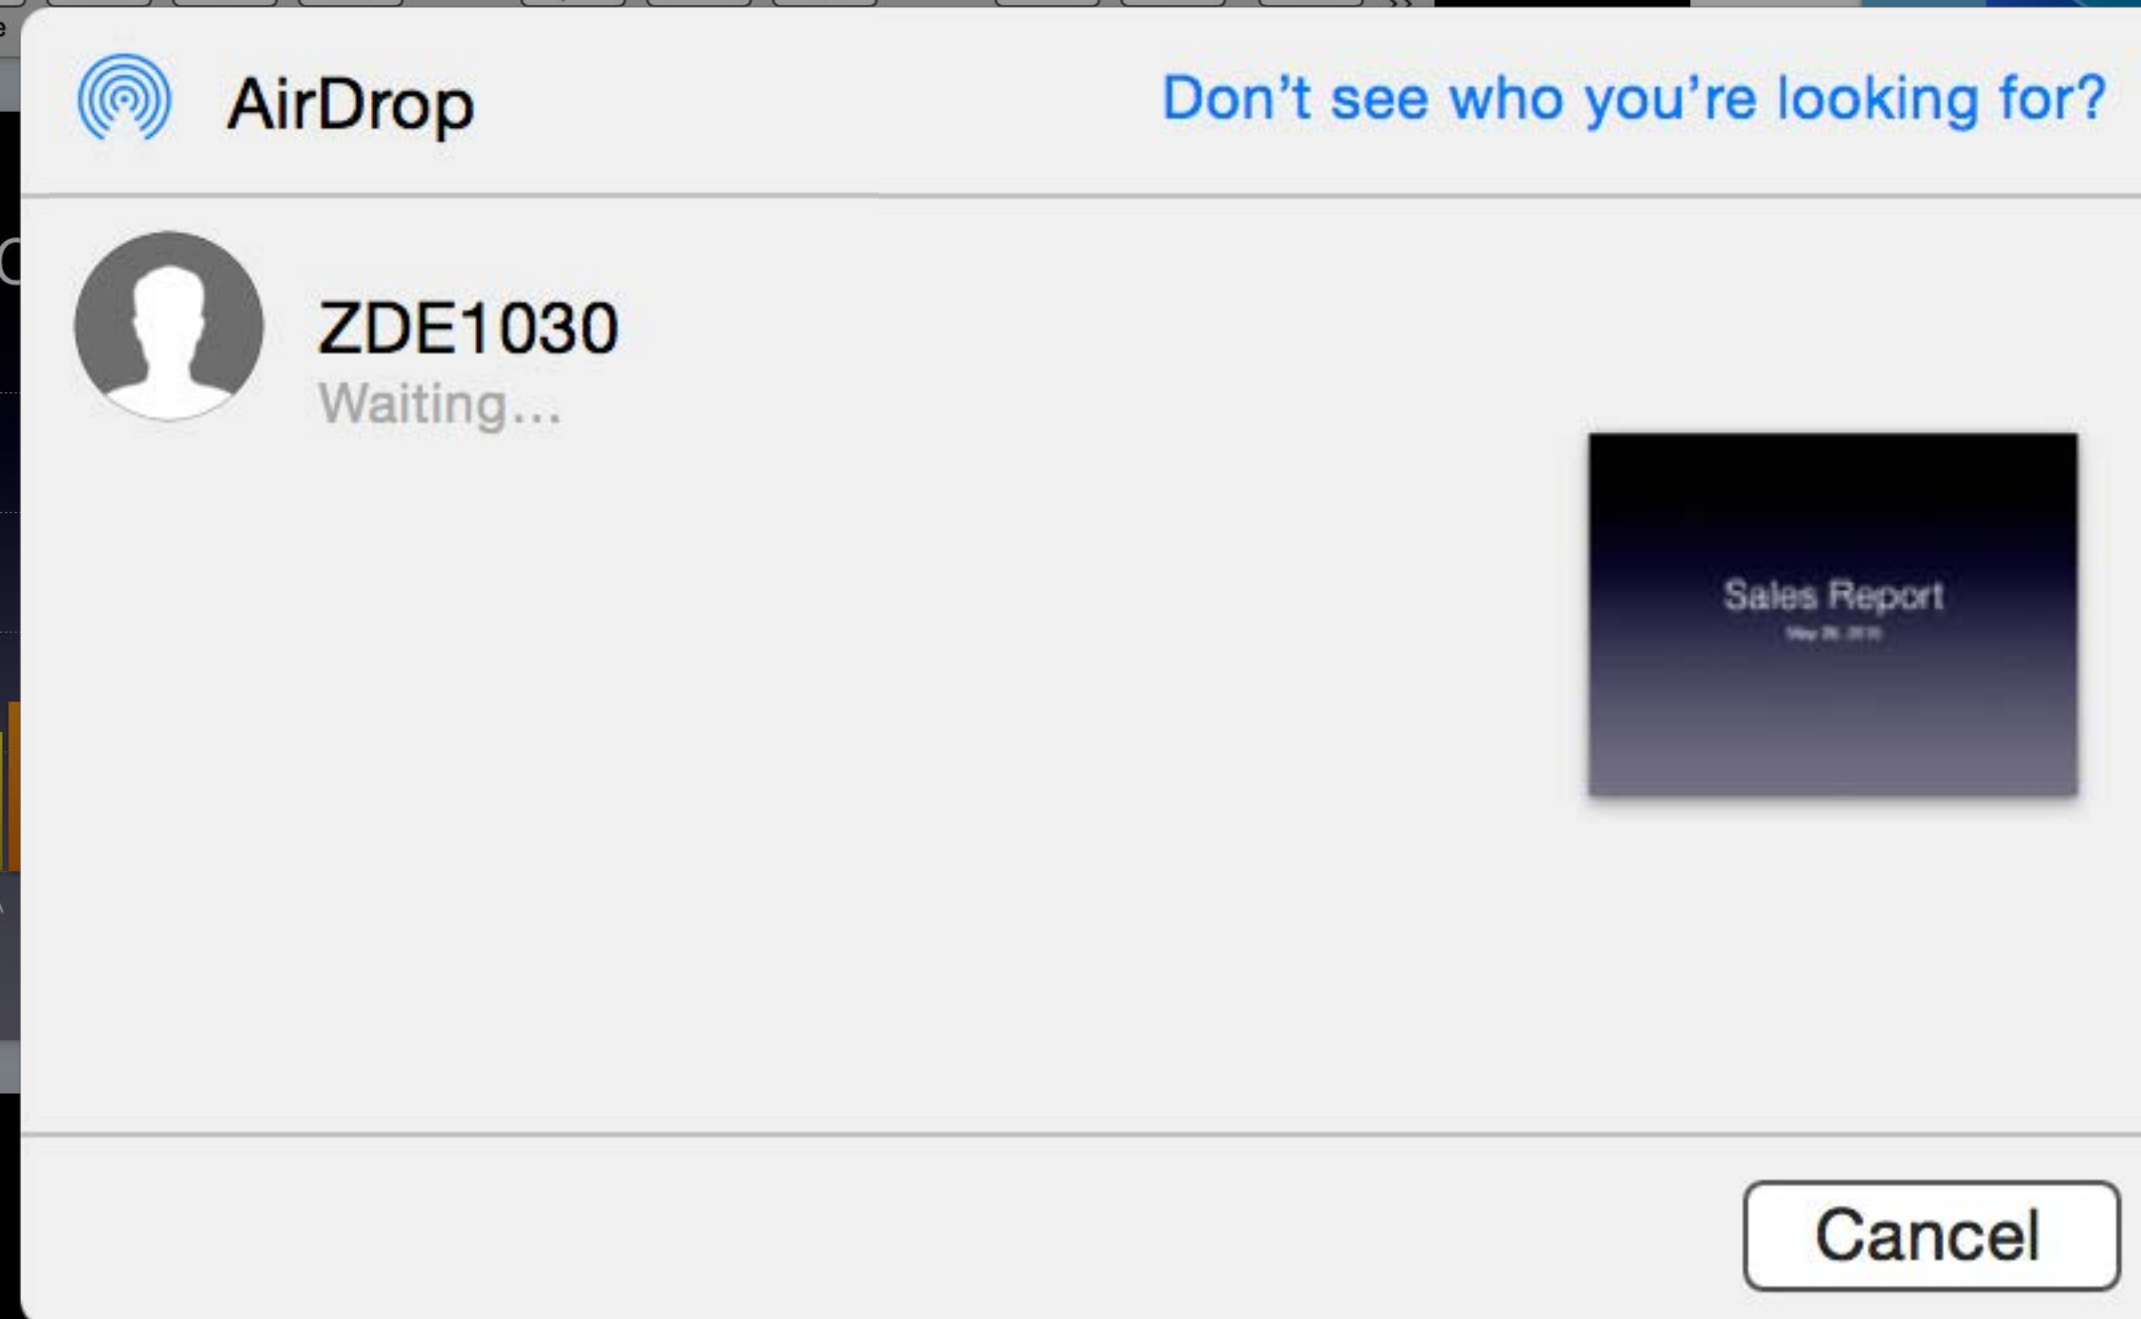 AirDrop
Don’t see who you’re looking for?
ZDE1030
Waiting...
Sales Report
Cancel